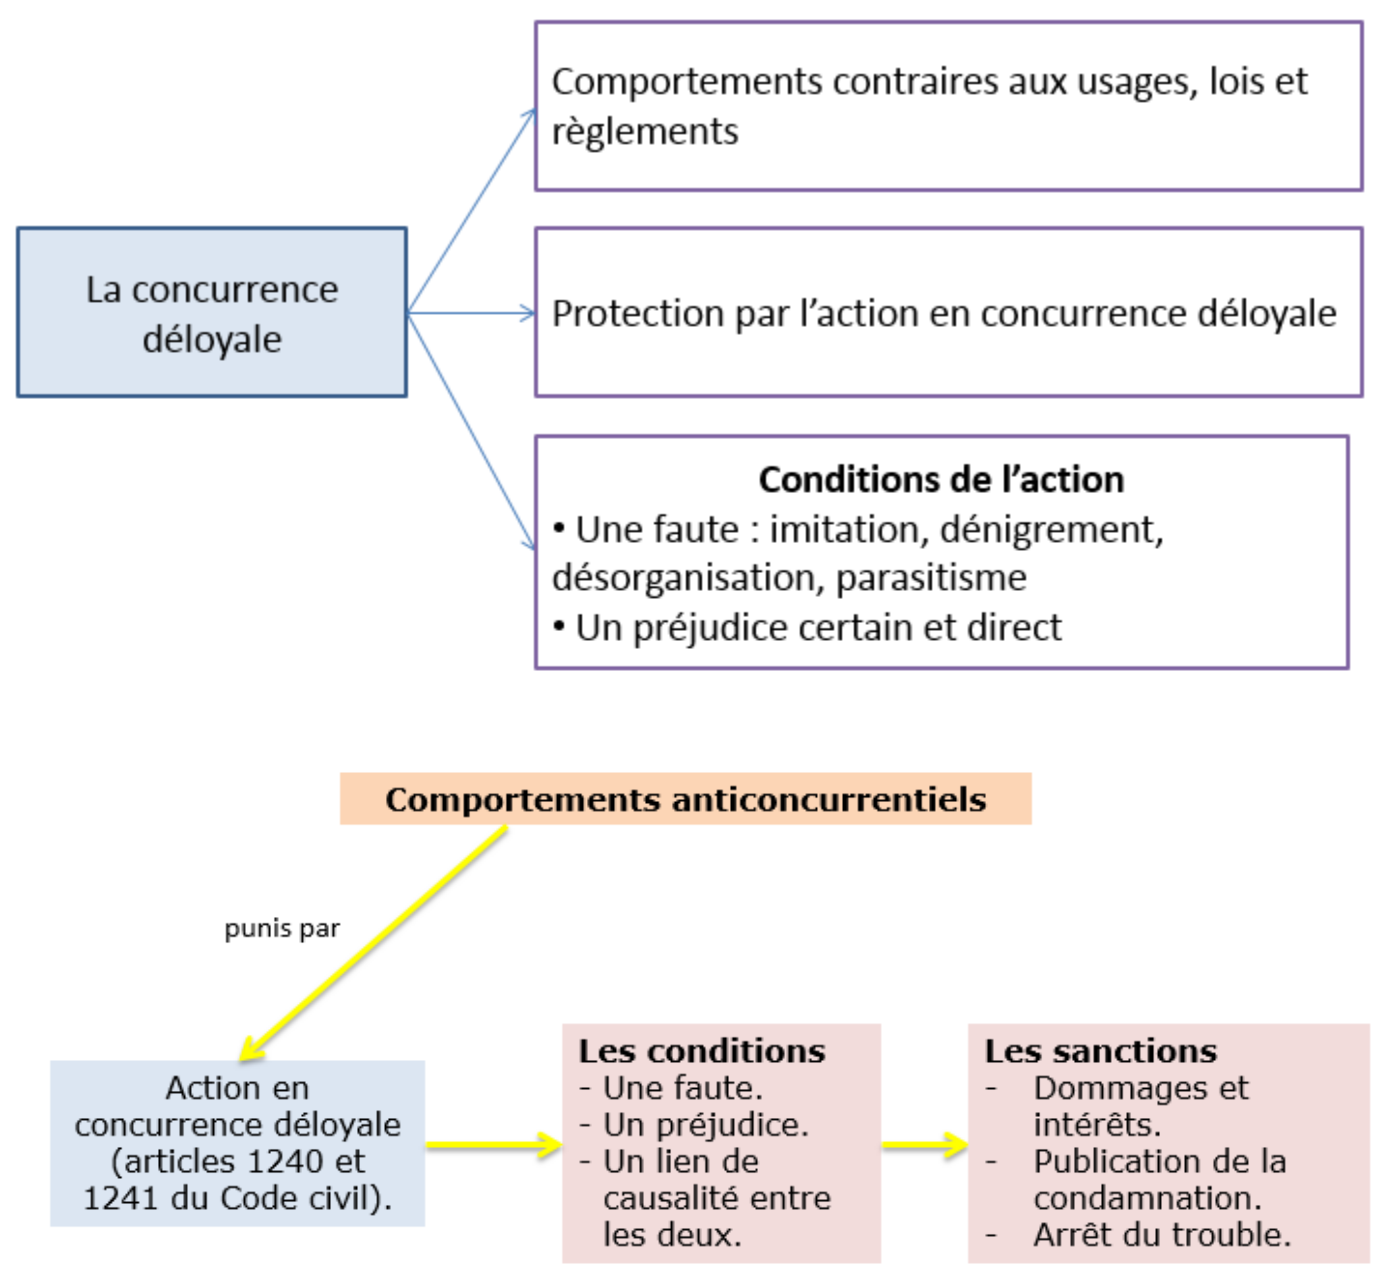 Comportements contraires aux usages, lois et
règlements
La concurrence
déloyale
Protection par l’action en concurrence déloyale
Conditions de l’action
• Une faute : imitation, dénigrement,
désorganisation, parasitisme
• Un préjudice certain et direct
Comportements anticoncurrentiels
punis par
Action en
concurrence déloyale
(articles 1240 et
1241 du Code civil).
Les conditions
- Une faute.
- Un préjudice.
- Un lien de
causalité entre
les deux.
Les sanctions
- Dommages et
intérêts.
- Publication de la
condamnation.
- Arrêt du trouble.